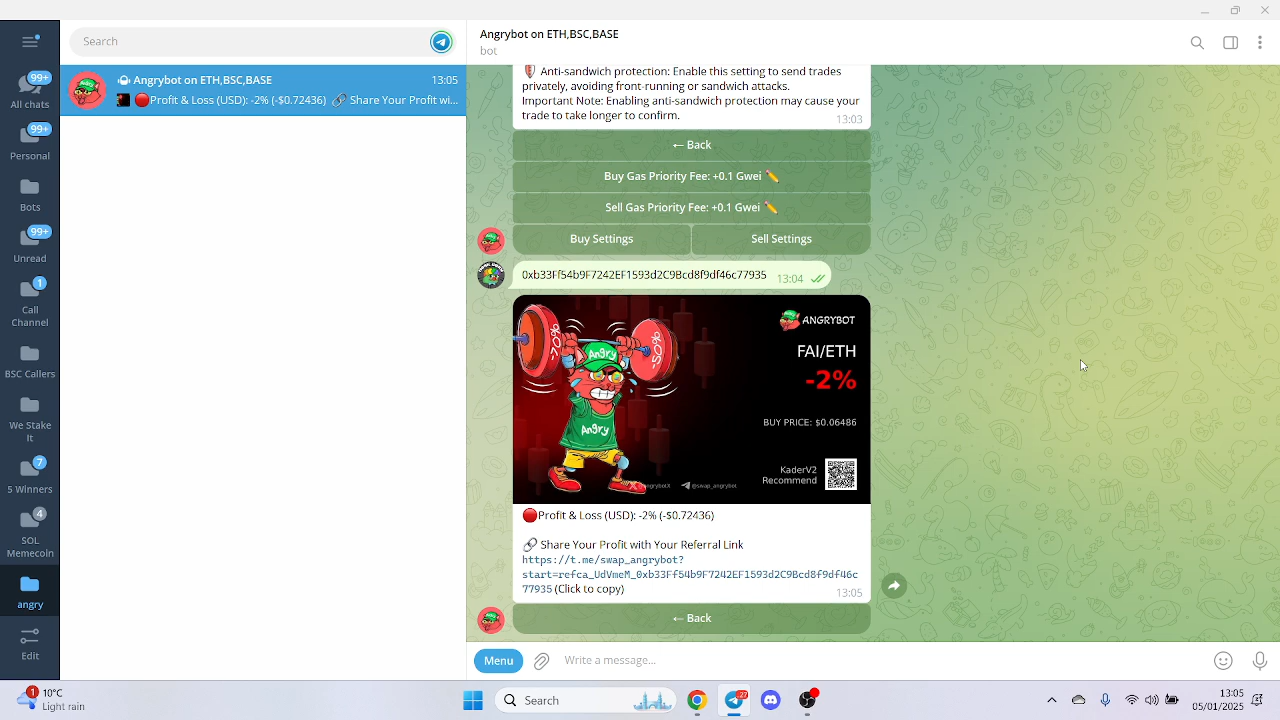 Search
Angrybot on ETH,BSC,BASE
bot
99+
All chats
99+
Personal
Bots
99+
Unread
1
Call
Channel
BSC Callers
We Stake
It
7
5 Winners
4
SOL
Memecoin
angry
Edit
Angrybot on ETH,BSC,BASE 13:05
Profit & Loss (USD): -2% (-$0.72436) Share Your Profit wi...
Anti-sandwich protection: Enable this setting to send trades
privately, avoiding front-running or sandwich attacks.
Important Note: Enabling anti-sandwich protection may cause your
trade to take longer to confirm.
13:03
← Back
Buy Gas Priority Fee: +0.1 Gwei
Sell Gas Priority Fee: +0.1 Gwei
Buy Settings Sell Settings
0xb33Ff54b9F7242EF1593d2C9Bcd8f9df46c77935 13:04
ANGRYBOT
-70%
-50%
Angry
Angry
FAI/ETH
-2%
BUY PRICE: $0.06486
KaderV2
Recommend
@swap_angrybot
Profit & Loss (USD): -2% (-$0.72436)
Share Your Profit with Your Referral Link
https://t.me/swap_angrybot?
start=refca_UdVmeM_0xb33Ff54b9F7242EF1593d2C9Bcd8f9df46c
77935 (Click to copy)
13:05
← Back
Menu Write a message...
1
10°C
Light rain
Search
27
13:05
05/01/2025